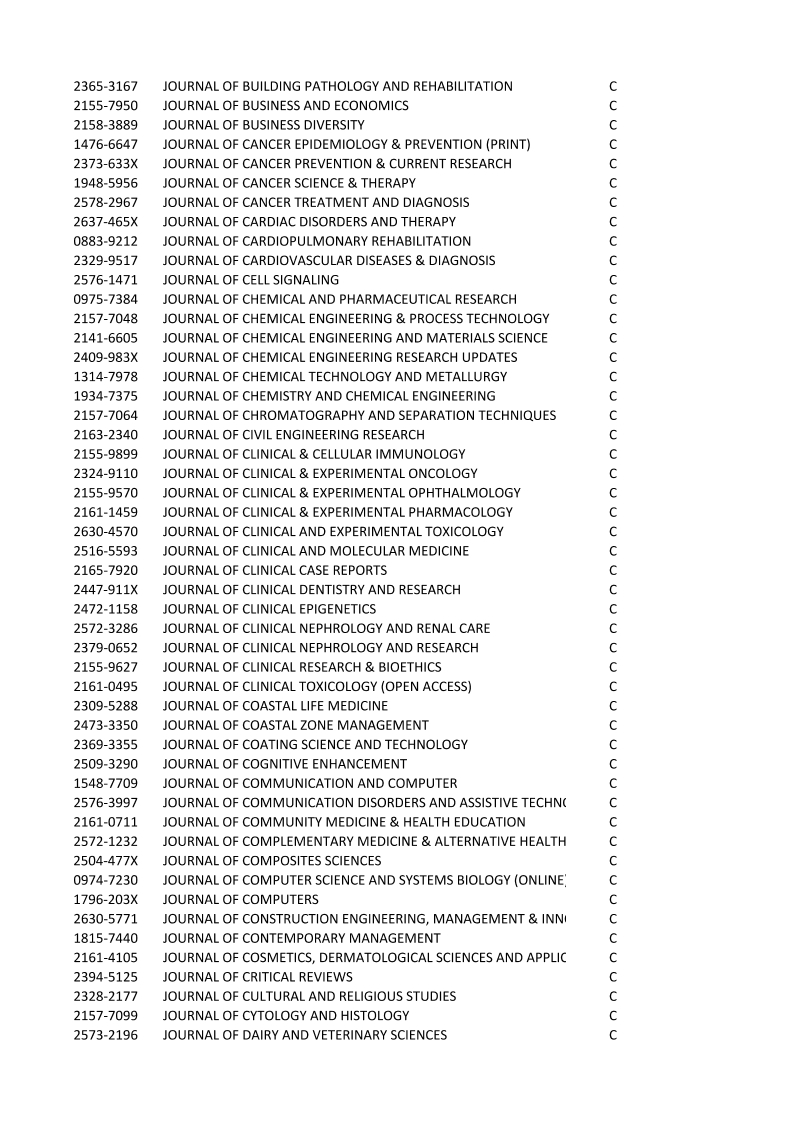 2365-3167 JOURNAL OF BUILDING PATHOLOGY AND REHABILITATION C
2155-7950 JOURNAL OF BUSINESS AND ECONOMICS C
2158-3889 JOURNAL OF BUSINESS DIVERSITY C
1476-6647 JOURNAL OF CANCER EPIDEMIOLOGY & PREVENTION (PRINT) C
2373-633X JOURNAL OF CANCER PREVENTION & CURRENT RESEARCH C
1948-5956 JOURNAL OF CANCER SCIENCE & THERAPY C
2578-2967 JOURNAL OF CANCER TREATMENT AND DIAGNOSIS C
2637-465X JOURNAL OF CARDIAC DISORDERS AND THERAPY C
0883-9212 JOURNAL OF CARDIOPULMONARY REHABILITATION C
2329-9517 JOURNAL OF CARDIOVASCULAR DISEASES & DIAGNOSIS C
2576-1471 JOURNAL OF CELL SIGNALING C
0975-7384 JOURNAL OF CHEMICAL AND PHARMACEUTICAL RESEARCH C
2157-7048 JOURNAL OF CHEMICAL ENGINEERING & PROCESS TECHNOLOGY C
2141-6605 JOURNAL OF CHEMICAL ENGINEERING AND MATERIALS SCIENCE C
2409-983X JOURNAL OF CHEMICAL ENGINEERING RESEARCH UPDATES C
1314-7978 JOURNAL OF CHEMICAL TECHNOLOGY AND METALLURGY C
1934-7375 JOURNAL OF CHEMISTRY AND CHEMICAL ENGINEERING C
2157-7064 JOURNAL OF CHROMATOGRAPHY AND SEPARATION TECHNIQUES C
2163-2340 JOURNAL OF CIVIL ENGINEERING RESEARCH C
2155-9899 JOURNAL OF CLINICAL & CELLULAR IMMUNOLOGY C
2324-9110 JOURNAL OF CLINICAL & EXPERIMENTAL ONCOLOGY C
2155-9570 JOURNAL OF CLINICAL & EXPERIMENTAL OPHTHALMOLOGY C
2161-1459 JOURNAL OF CLINICAL & EXPERIMENTAL PHARMACOLOGY C
2630-4570 JOURNAL OF CLINICAL AND EXPERIMENTAL TOXICOLOGY C
2516-5593 JOURNAL OF CLINICAL AND MOLECULAR MEDICINE C
2165-7920 JOURNAL OF CLINICAL CASE REPORTS C
2447-911X JOURNAL OF CLINICAL DENTISTRY AND RESEARCH C
2472-1158 JOURNAL OF CLINICAL EPIGENETICS C
2572-3286 JOURNAL OF CLINICAL NEPHROLOGY AND RENAL CARE C
2379-0652 JOURNAL OF CLINICAL NEPHROLOGY AND RESEARCH C
2155-9627 JOURNAL OF CLINICAL RESEARCH & BIOETHICS C
2161-0495 JOURNAL OF CLINICAL TOXICOLOGY (OPEN ACCESS) C
2309-5288 JOURNAL OF COASTAL LIFE MEDICINE C
2473-3350 JOURNAL OF COASTAL ZONE MANAGEMENT C
2369-3355 JOURNAL OF COATING SCIENCE AND TECHNOLOGY C
2509-3290 JOURNAL OF COGNITIVE ENHANCEMENT C
1548-7709 JOURNAL OF COMMUNICATION AND COMPUTER C
2576-3997 JOURNAL OF COMMUNICATION DISORDERS AND ASSISTIVE TECHN C
2161-0711 JOURNAL OF COMMUNITY MEDICINE & HEALTH EDUCATION C
2572-1232 JOURNAL OF COMPLEMENTARY MEDICINE & ALTERNATIVE HEALTH C
2504-477X JOURNAL OF COMPOSITES SCIENCES C
0974-7230 JOURNAL OF COMPUTER SCIENCE AND SYSTEMS BIOLOGY (ONLINE) C
1796-203X JOURNAL OF COMPUTERS C
2630-5771 JOURNAL OF CONSTRUCTION ENGINEERING, MANAGEMENT & INN C
1815-7440 JOURNAL OF CONTEMPORARY MANAGEMENT C
2161-4105 JOURNAL OF COSMETICS, DERMATOLOGICAL SCIENCES AND APPLIC C
2394-5125 JOURNAL OF CRITICAL REVIEWS C
2328-2177 JOURNAL OF CULTURAL AND RELIGIOUS STUDIES C
2157-7099 JOURNAL OF CYTOLOGY AND HISTOLOGY C
2573-2196 JOURNAL OF DAIRY AND VETERINARY SCIENCES C